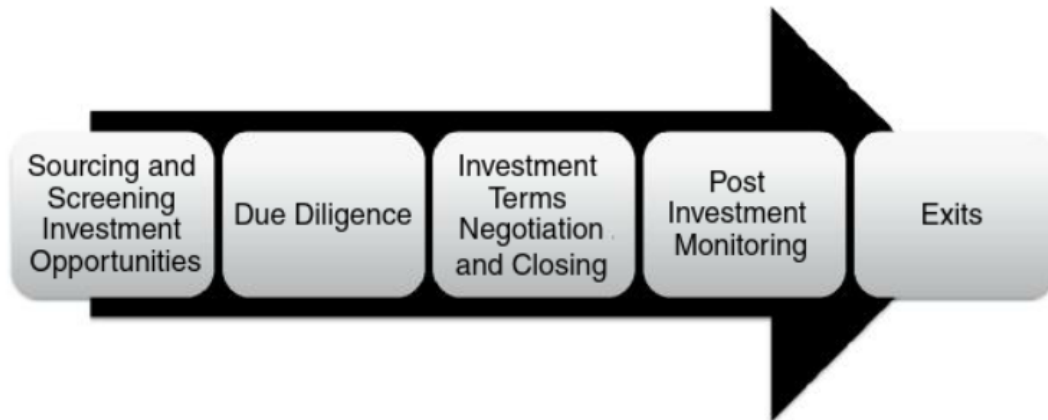 Sourcing and
Screening
Investment
Opportunities
Due Diligence
Investment
Terms
Negotiation
and Closing
Post
Investment
Monitoring
Exits